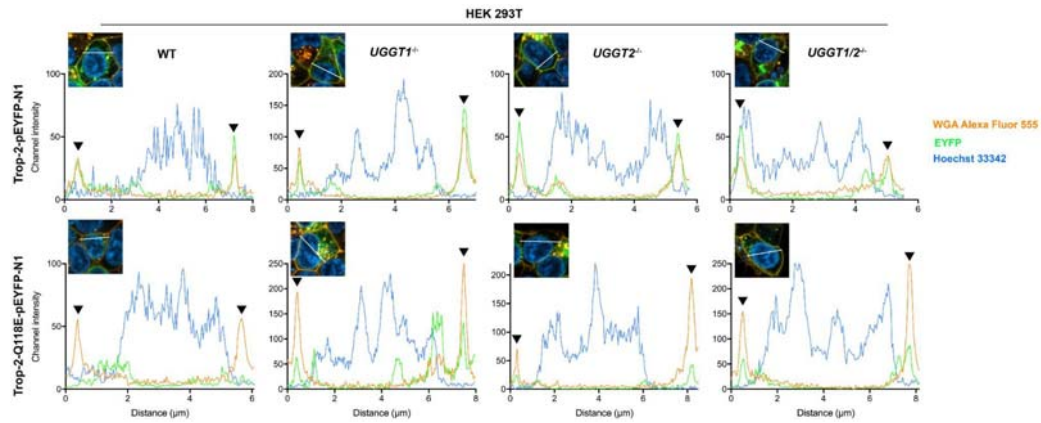 HEK 293T
WT
UGGT1-/-
UGGT2-/-
UGGT1/2-/-
Trop-2-pEYFP-N1
Channel intensity
100
50
0
0 2 4 6 8
200
150
100
50
0
0 2 4 6
100
50
0
0 2 4 6
100
50
0
0 2 4 6
WGA Alexa Fluor 555
EYFP
Hoechst 33342
Trop-2-Q118E-pEYFP-N1
Channel intensity
100
50
0
0 2 4 6
Distance (µm)
250
200
150
100
50
0
0 2 4 6 8
Distance (µm)
200
150
100
50
0
0 2 4 6 8
Distance (µm)
250
200
150
100
50
0
0 2 4 6 8
Distance (µm)